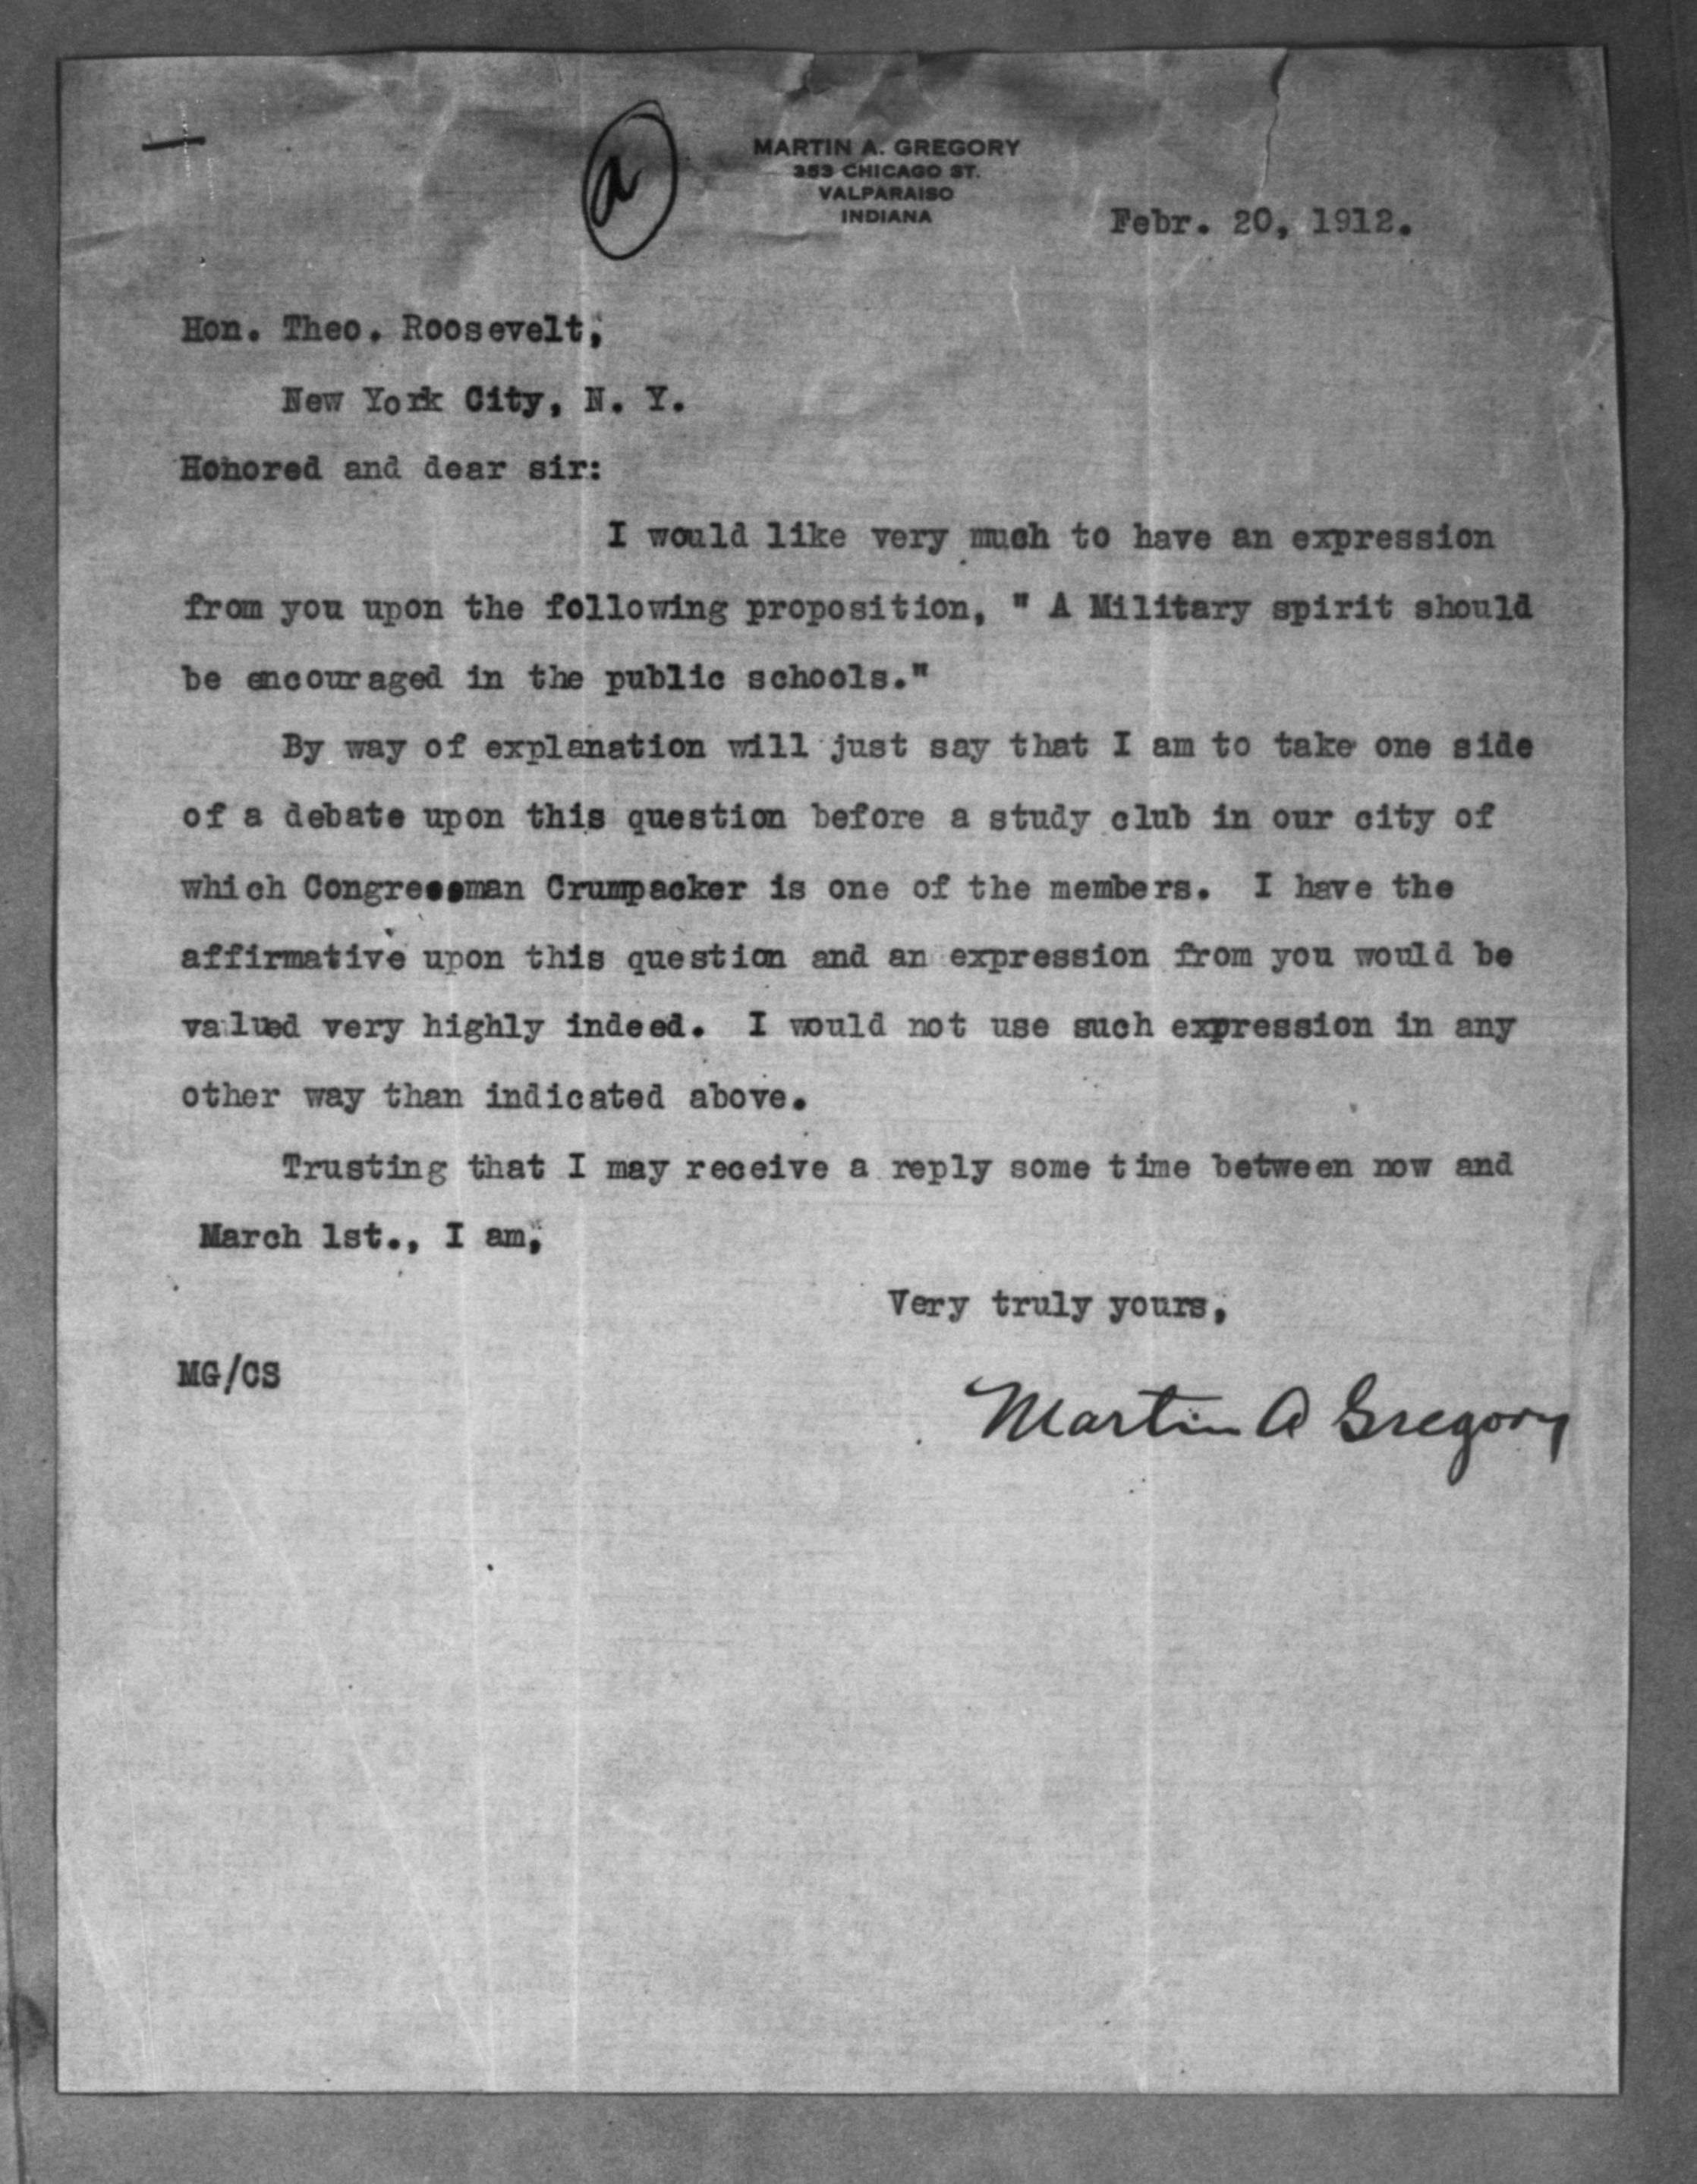 a
MARTIN A. GREGORY
353 CHICAGO ST.
VALPARAISO
INDIANA
Febr. 20, 1912.
Hon. Theo. Roosevelt,
New York City, N. Y.
Honored and dear sir:
I would like very much to have an expression
from you upon the following proposition, " A Military spirit should
be encouraged in the public schools."
By way of explanation will just say that I am to take one side
of a debate upon this question before a study club in our city of
which Congressman Crumpacker is one of the members. I have the
affirmative upon this question and an expression from you would be
valued very highly indeed. I would not use such expression in any
other way than indicated above.
Trusting that I may receive a reply some time between now and
March 1st., I am,
Very truly yours,
MG/CS
Martin A Gregory